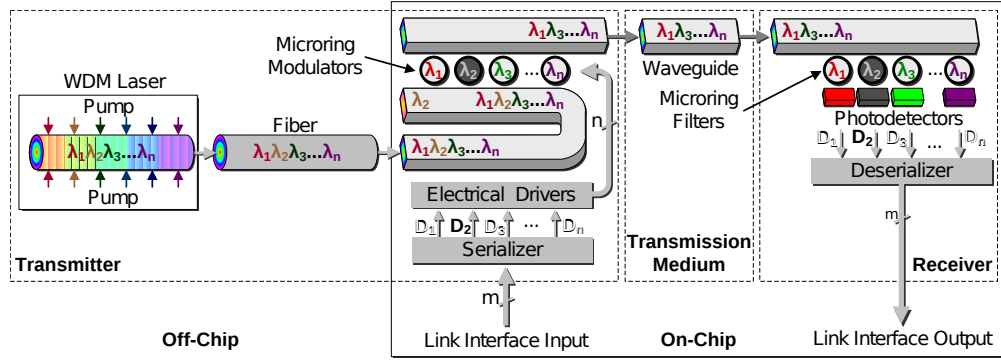 WDM Laser
Pump
λ1λ2λ3...λn
Pump
Fiber
λ1λ2λ3...λn
Transmitter
Off-Chip
Microring
Modulators
λ1λ3...λn
λ1 λ2 λ3 ... λn
λ2 λ1λ2λ3...λn
λ1λ2λ3...λn
n
Electrical Drivers
D1 D2 D3 ... Dn
Serializer
m
Link Interface Input
λ1λ3...λn
Waveguide
Transmission
Medium
On-Chip
λ1λ3...λn
λ1 λ2 λ3 ... λn
Microring
Filters
Photodetectors
D1 D2 D3 ... Dn
Deserializer
m
Receiver
Link Interface Output